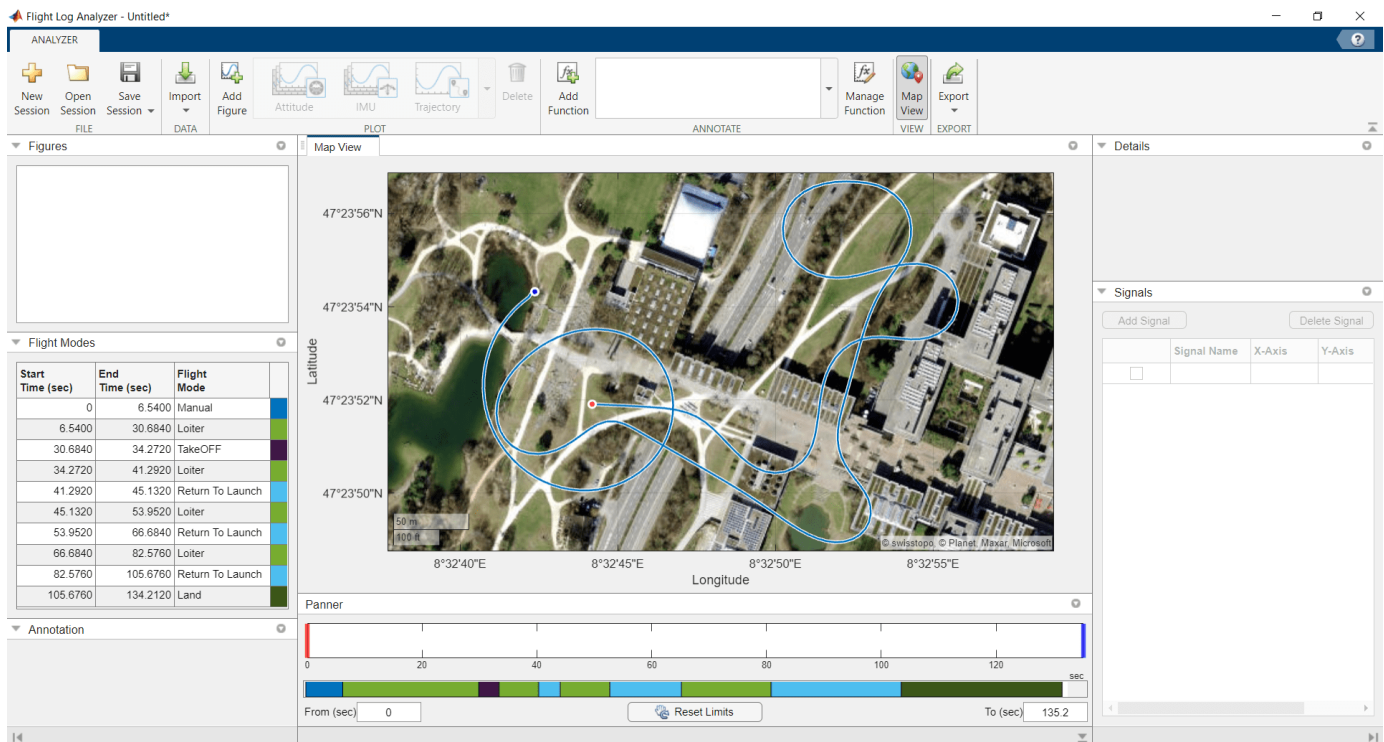 Flight Log Analyzer - Untitled*
ANALYZER
?
New Session
Open Session
Save Session
Import
Add Figure
Attitude
IMU
Trajectory
Delete
Add Function
Manage Function
Map View
Export
FILE
DATA
PLOT
ANNOTATE
VIEW
EXPORT
Figures
Map View
Details
47°23'56"N
47°23'54"N
47°23'52"N
47°23'50"N
Latitude
50 m
100 ft
© swisstopo, © Planet, Maxar, Microsoft
8°32'40"E 8°32'45"E 8°32'50"E 8°32'55"E
Longitude
Signals
Add Signal Delete Signal
Signal Name X-Axis Y-Axis
Flight Modes
Start Time (sec) End Time (sec) Flight Mode
0 6.5400 Manual
6.5400 30.6840 Loiter
30.6840 34.2720 TakeOFF
34.2720 41.2920 Loiter
41.2920 45.1320 Return To Launch
45.1320 53.9520 Loiter
53.9520 66.6840 Return To Launch
66.6840 82.5760 Loiter
82.5760 105.6760 Return To Launch
105.6760 134.2120 Land
Annotation
Panner
0 20 40 60 80 100 120
sec
From (sec) 0 Reset Limits To (sec) 135.2